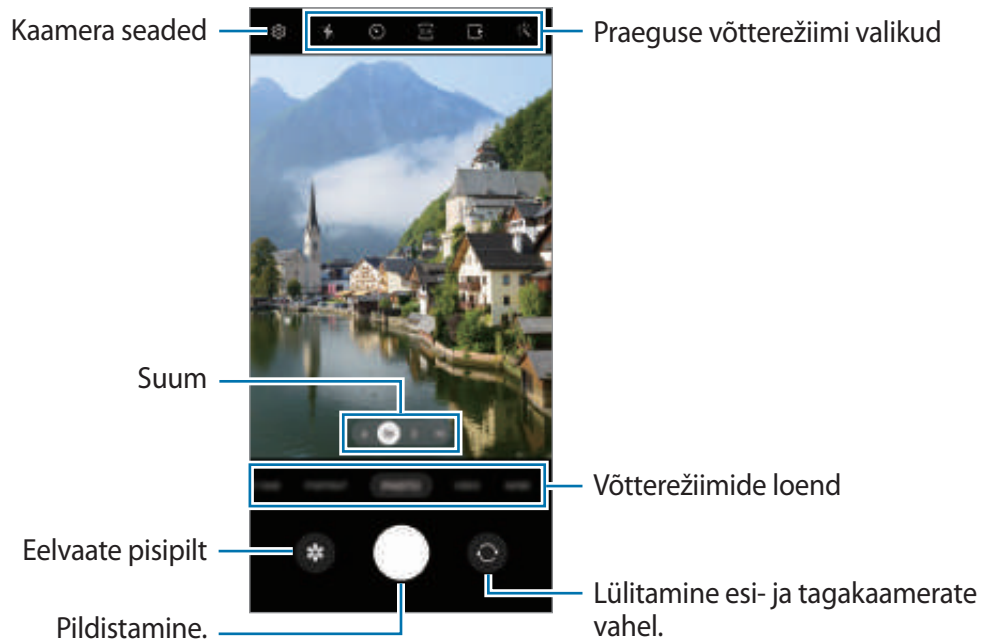 Kaamera seaded
Praeguse võtterežiimi valikud
Suum
Võtterežiimide loend
Eelvaate pisipilt
Lülitamine esi- ja tagakaamerate
vahel.
Pildistamine.